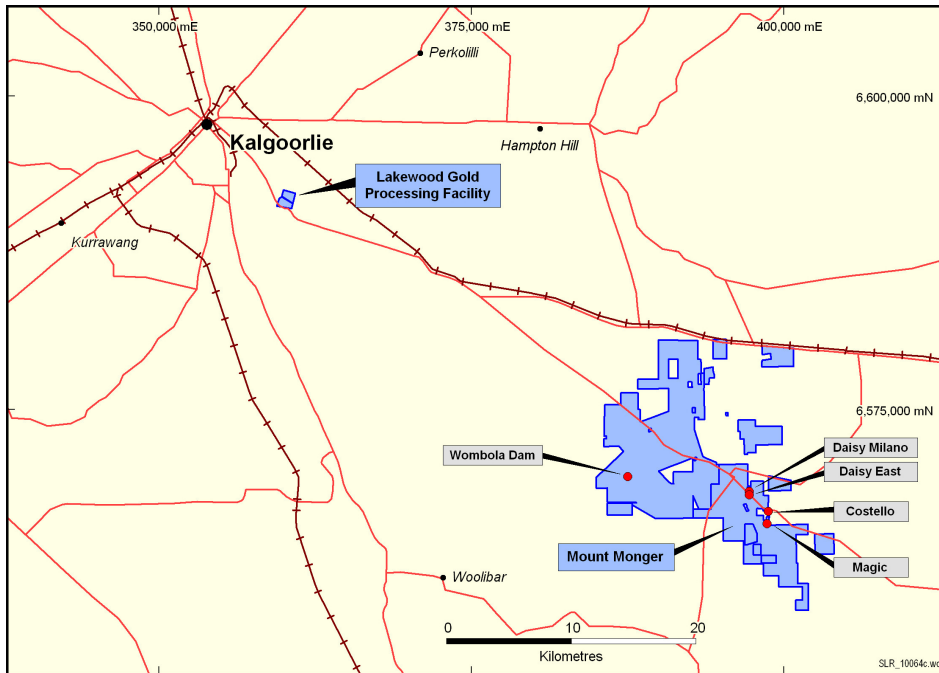 350,000 mE
375,000 mE
400,000 mE
Perkolilli
6,600,000 mN
Kalgoorlie
Hampton Hill
Lakewood Gold
Processing Facility
Kurrawang
6,575,000 mN
Wombola Dam
Daisy Milano
Daisy East
Costello
Mount Monger
Magic
Woolibar
0 10 20
Kilometres